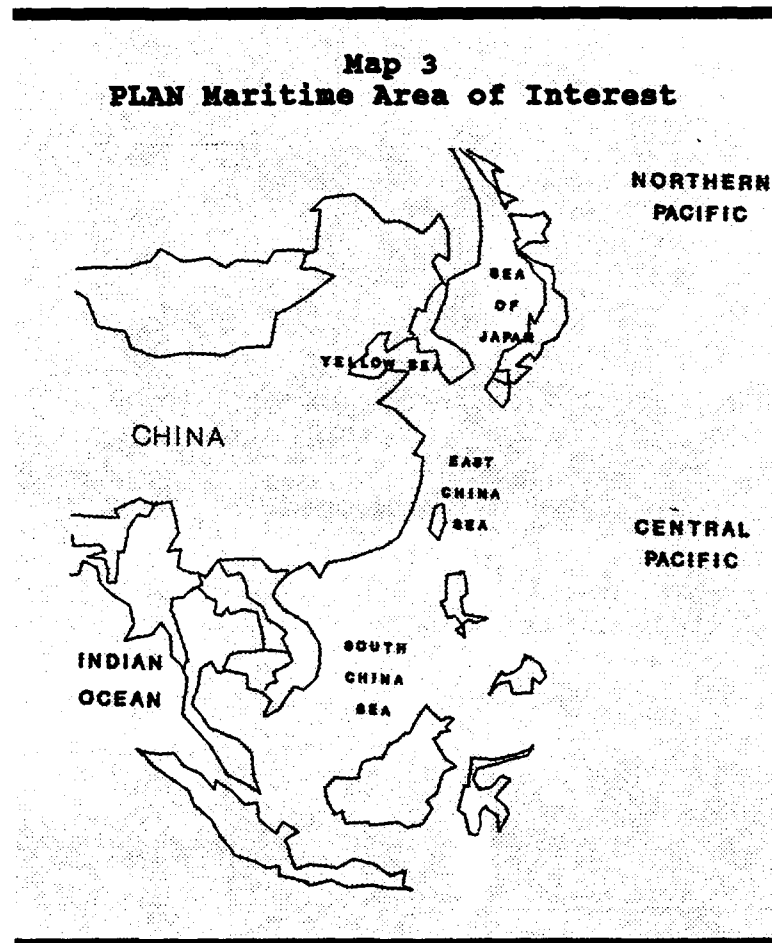 Map 3
PLAN Maritime Area of Interest
NORTHERN
PACIFIC
SEA
OF
JAPAN
YELLOW SEA
CHINA
EAST
CHINA
SEA
CENTRAL
PACIFIC
INDIAN
OCEAN
SOUTH
CHINA
SEA